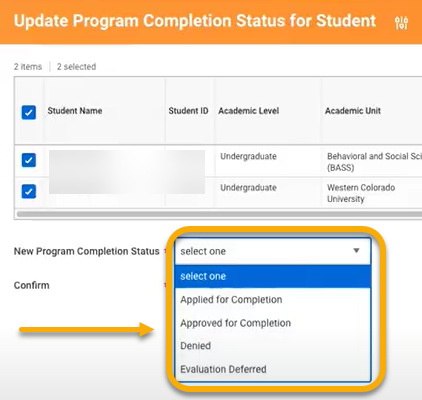 Update Program Completion Status for Student
2 items | 2 selected
Student Name Student ID Academic Level Academic Unit
Undergraduate Behavioral and Social Sci
(BASS)
Undergraduate Western Colorado
University
New Program Completion Status * select one
select one
Confirm
Applied for Completion
Approved for Completion
Denied
Evaluation Deferred